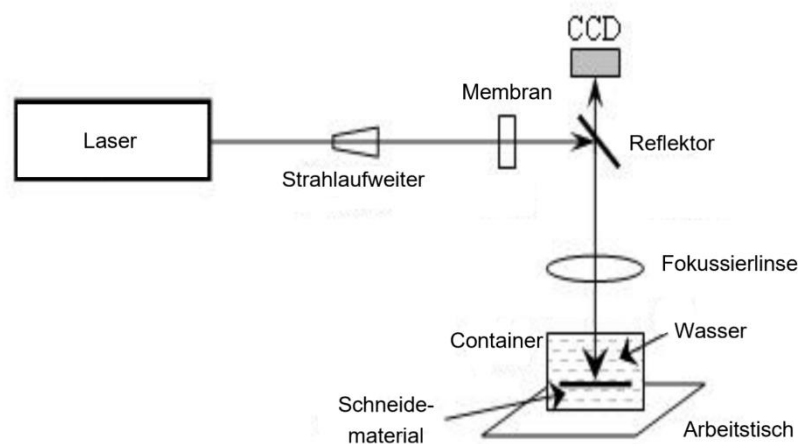 CCD
Membran
Laser
Reflektor
Strahlaufweiter
Fokussierlinse
Container
Wasser
Schneide-
material
Arbeitstisch